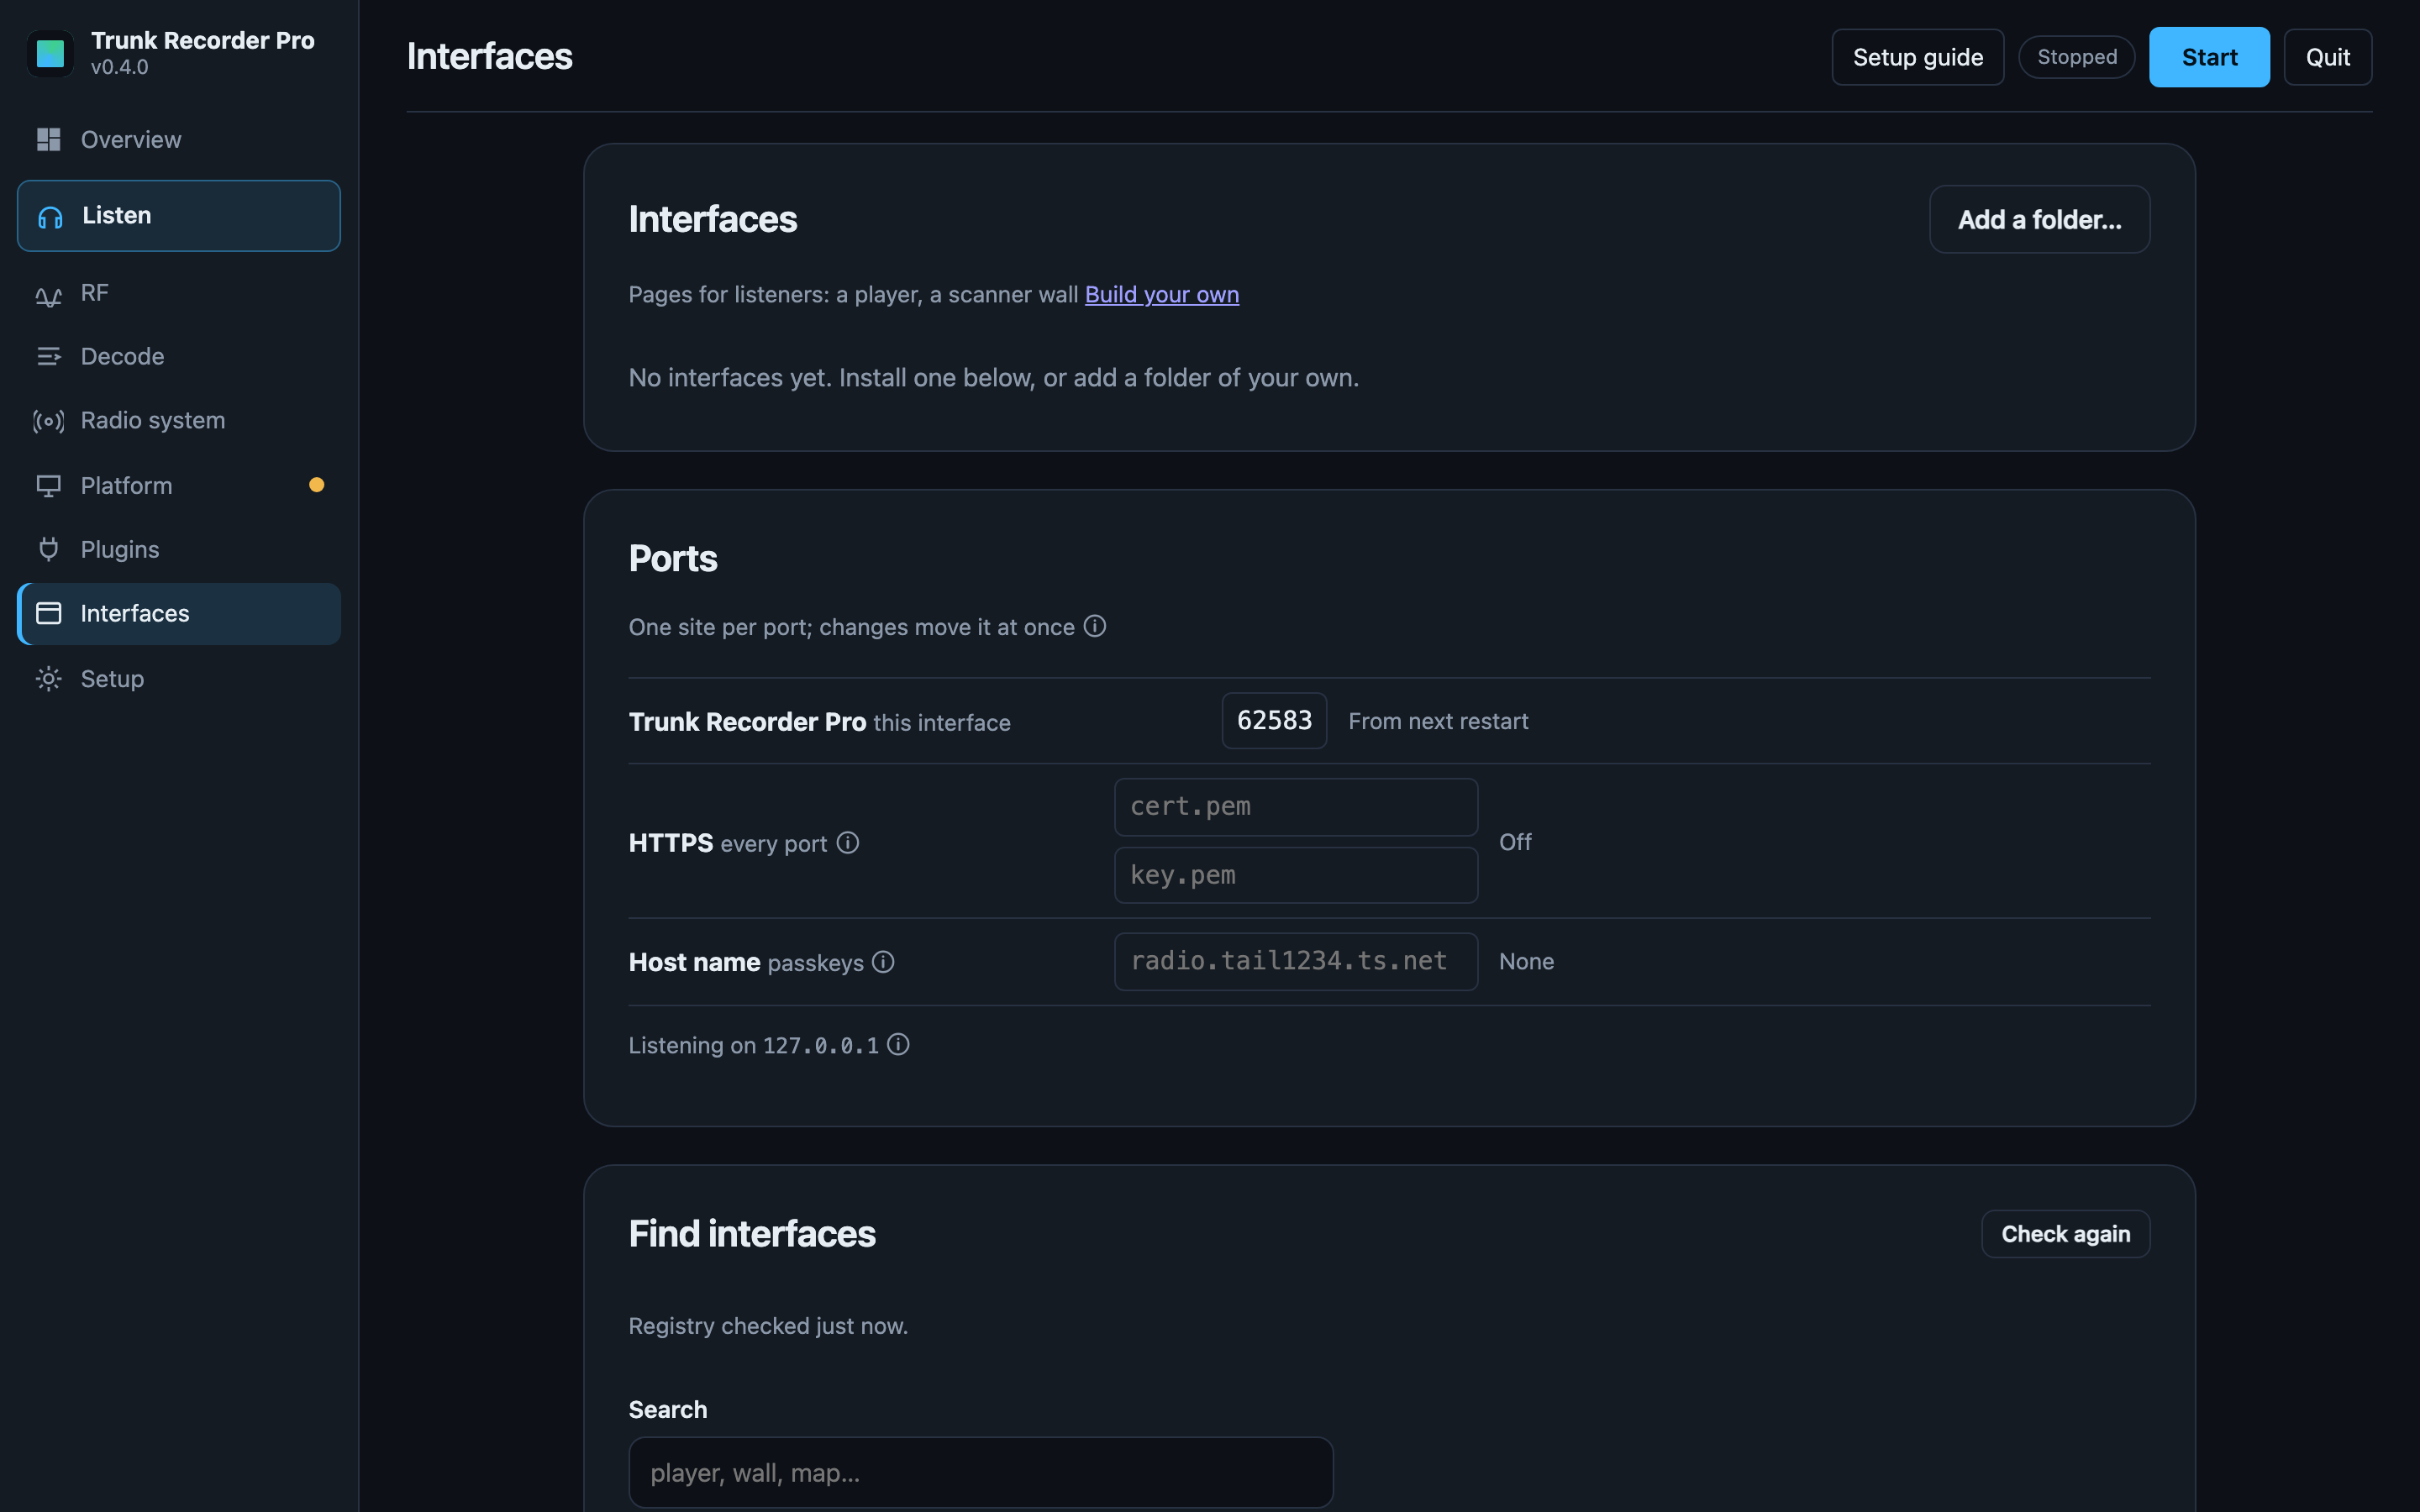 Trunk Recorder Pro
v0.4.0
Overview
Listen
RF
Decode
Radio system
Platform
Plugins
Interfaces
Setup
Interfaces
Setup guide
Stopped
Start
Quit
Interfaces
Add a folder...
Pages for listeners: a player, a scanner wall Build your own
No interfaces yet. Install one below, or add a folder of your own.
Ports
One site per port; changes move it at once
Trunk Recorder Pro this interface
62583
From next restart
HTTPS every port
cert.pem
key.pem
Off
Host name passkeys
radio.tail1234.ts.net
None
Listening on 127.0.0.1
Find interfaces
Check again
Registry checked just now.
Search
player, wall, map...